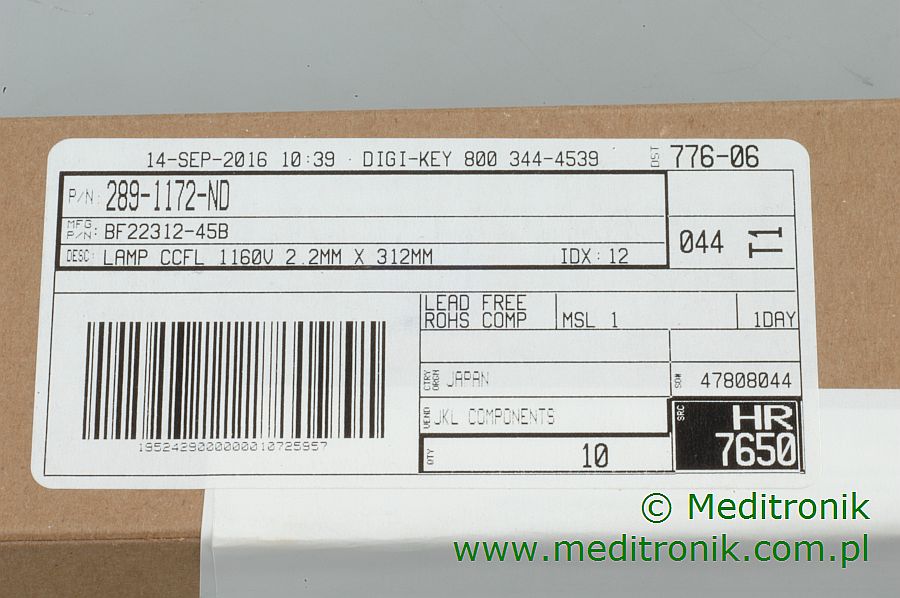 14-SEP-2016 10:39 · DIGI-KEY 800 344-4539
DST 776-06
P/N: 289-1172-ND
MFG P/N: BF22312-45B
044 T1
DESC: LAMP CCFL 1160V 2.2MM X 312MM IDX: 12
LEAD FREE
ROHS COMP
MSL 1
1DAY
CTRY ORGN JAPAN
SO# 47808044
VEND JKL COMPONENTS
SRC HR
7650
QTY 10
1952429000000010725957
© Meditronik
www.meditronik.com.pl